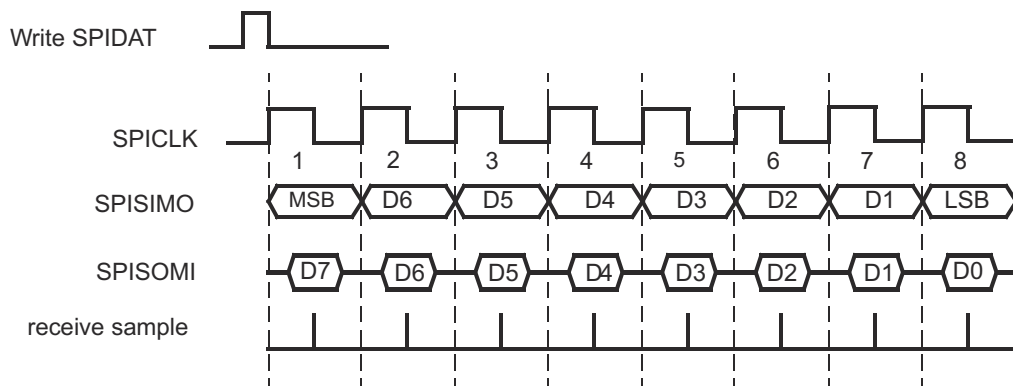 Write SPIDAT
SPICLK
1 2 3 4 5 6 7 8
SPISIMO MSB D6 D5 D4 D3 D2 D1 LSB
SPISOMI D7 D6 D5 D4 D3 D2 D1 D0
receive sample